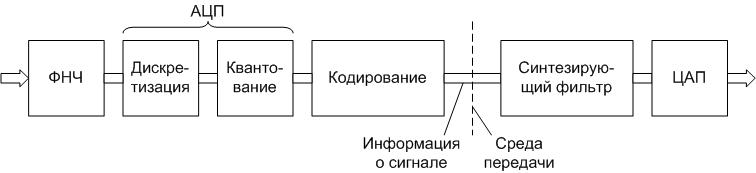 АЦП
ФНЧ
Дискре-
тизация
Кванто-
вание
Кодирование
Синтезирую-
щий фильтр
ЦАП
Информация
о сигнале
Среда
передачи